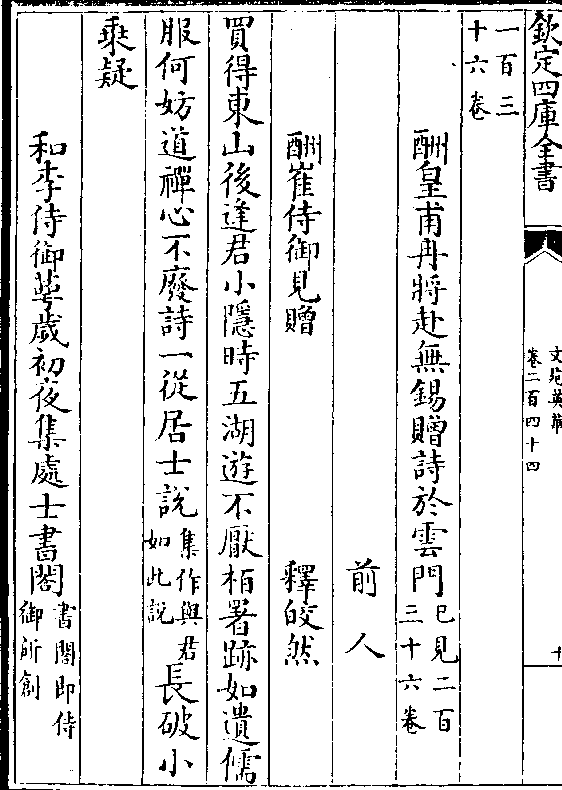 欽定四庫全書
文苑英華
卷二百四十四
十
一百三
十六卷
酬皇甫冉將赴無錫贈詩於雲門已見二百三十六卷
前人
酬崔侍御見贈　釋皎然
買得東山後逢君小隱時五湖遊不厭栢署跡如遺儒
服何妨道禪心不廢詩一從居士說集作與君如此說長破小
乘疑
和李侍御萼歲初夜集處士書閣書閣即侍御所創